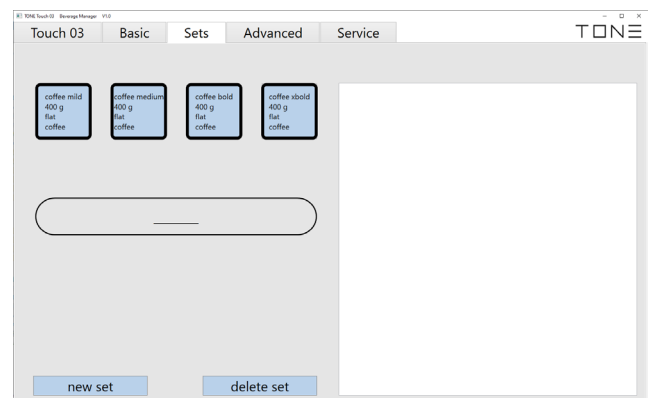 TONE Touch 03 Beverage Manager V1.0
Touch 03 Basic Sets Advanced Service
TONE
coffee mild
400 g
flat
coffee
coffee medium
400 g
flat
coffee
coffee bold
400 g
flat
coffee
coffee xbold
400 g
flat
coffee
new set
delete set